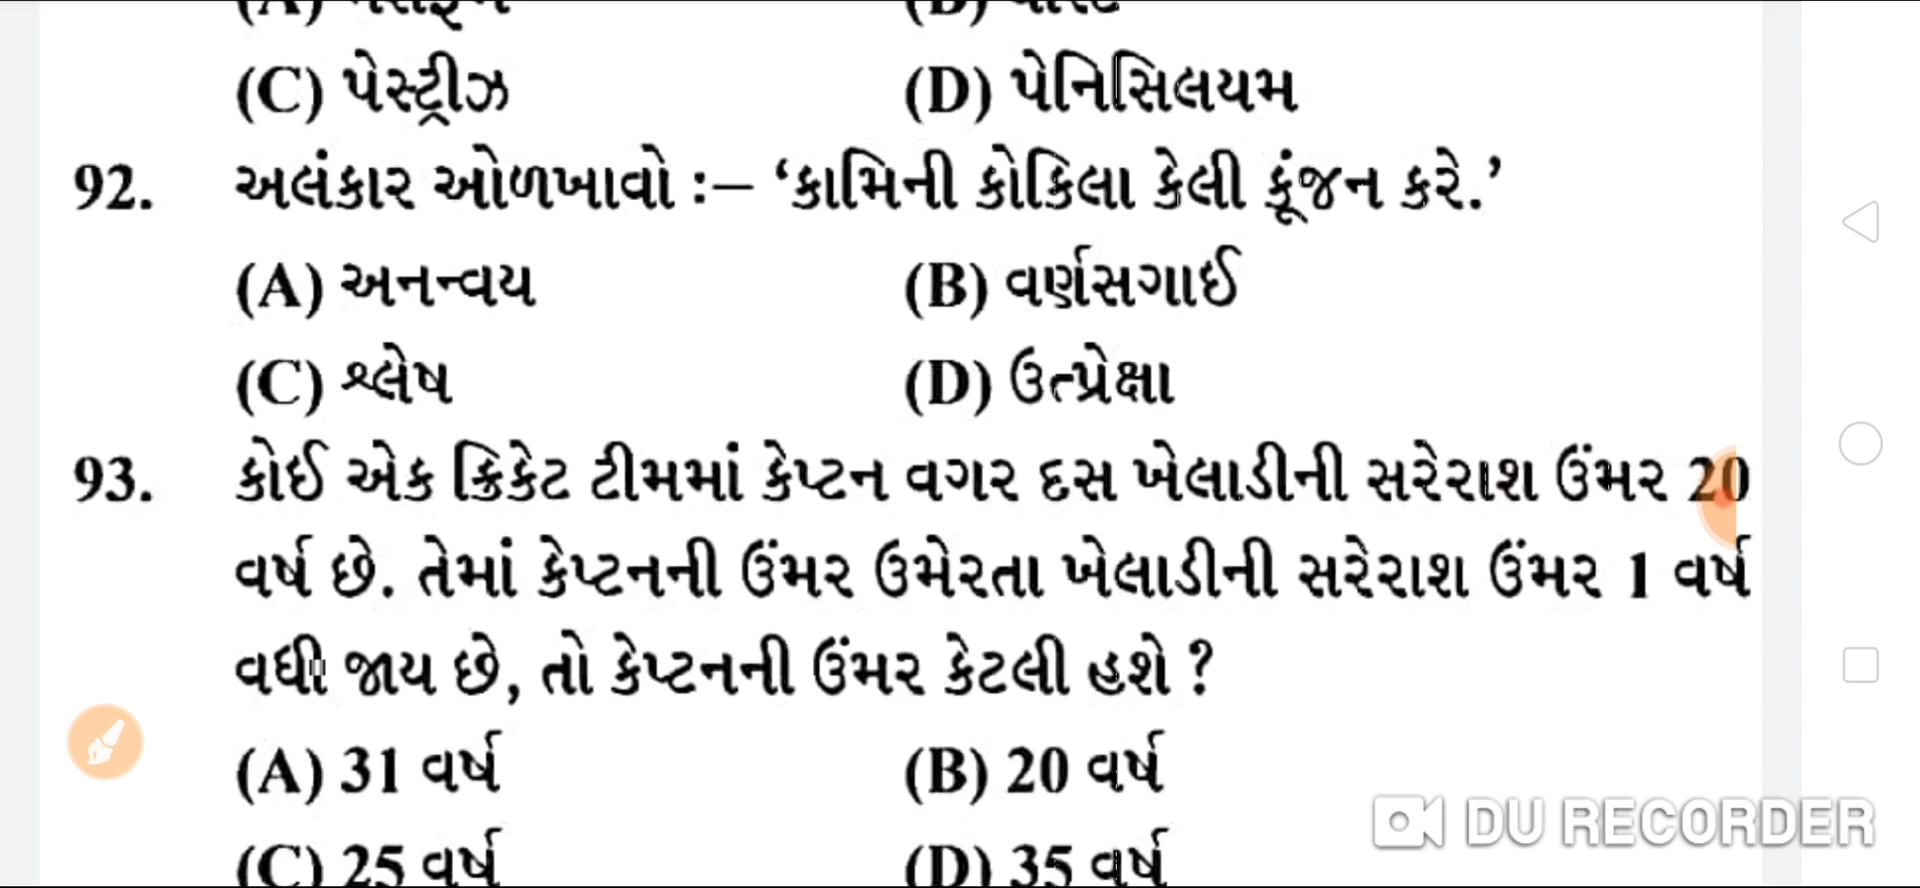 (C) પેસ્ટ્રીઝ (D) પેનિસિલયમ
92. અલંકાર ઓળખાવો :– ‘કામિની કોકિલા કેલી કૂંજન કરે.’
(A) અનન્વય (B) વર્ણસગાઈ
(C) શ્લેષ (D) ઉત્પ્રેક્ષા
93. કોઈ એક ક્રિકેટ ટીમમાં કેપ્ટન વગર દસ ખેલાડીની સરેરાશ ઉંમર 20
વર્ષ છે. તેમાં કેપ્ટનની ઉંમર ઉમેરતા ખેલાડીની સરેરાશ ઉંમર 1 વર્ષ
વધી જાય છે, તો કેપ્ટનની ઉંમર કેટલી હશે ?
(A) 31 વર્ષ (B) 20 વર્ષ
(C) 25 વર્ષ (D) 35 વર્ષ
DU RECORDER